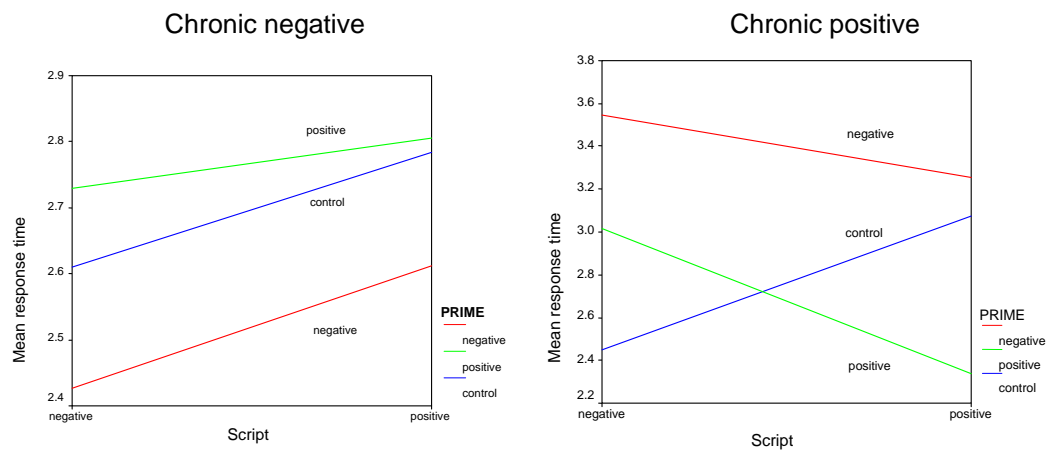 Chronic negative
2.9
2.8
2.7
2.6
2.5
2.4
Mean response time
positive
control
negative
negative
positive
Script
PRIME
negative
positive
control
Chronic positive
3.8
3.6
3.4
3.2
3.0
2.8
2.6
2.4
2.2
Mean response time
negative
control
positive
negative
positive
Script
PRIME
negative
positive
control